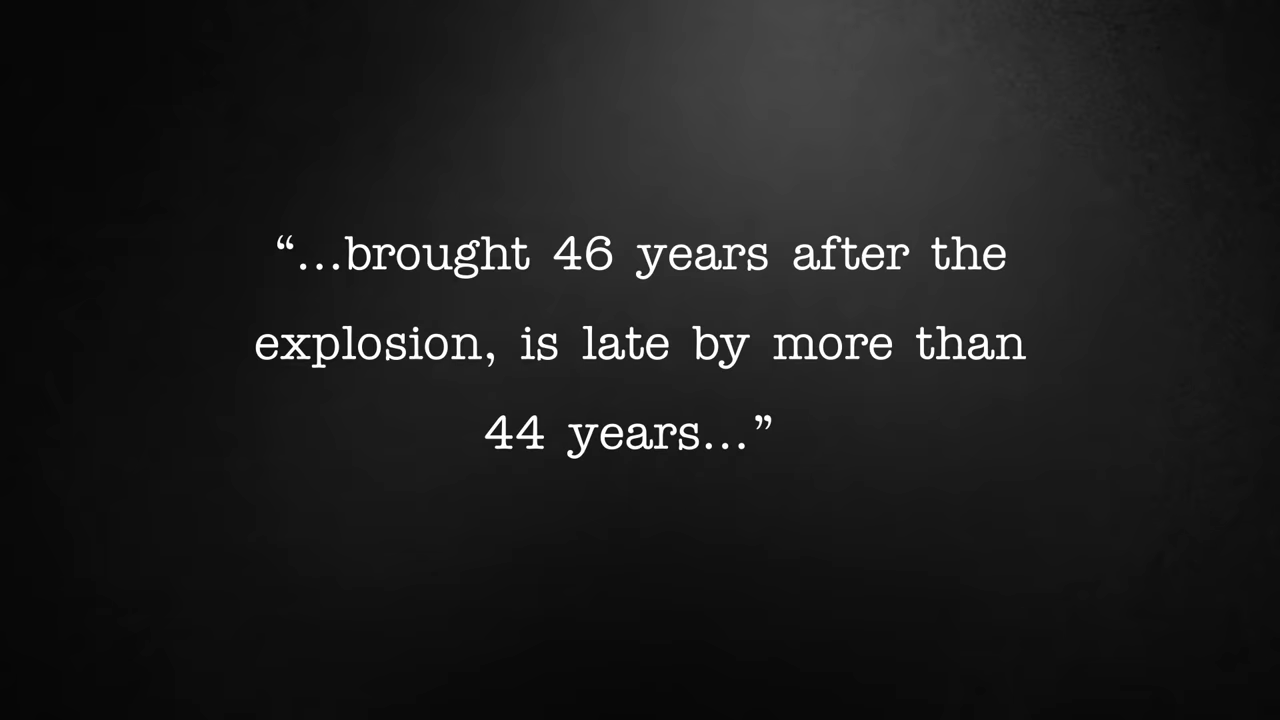 “...brought 46 years after the
explosion, is late by more than
44 years...”